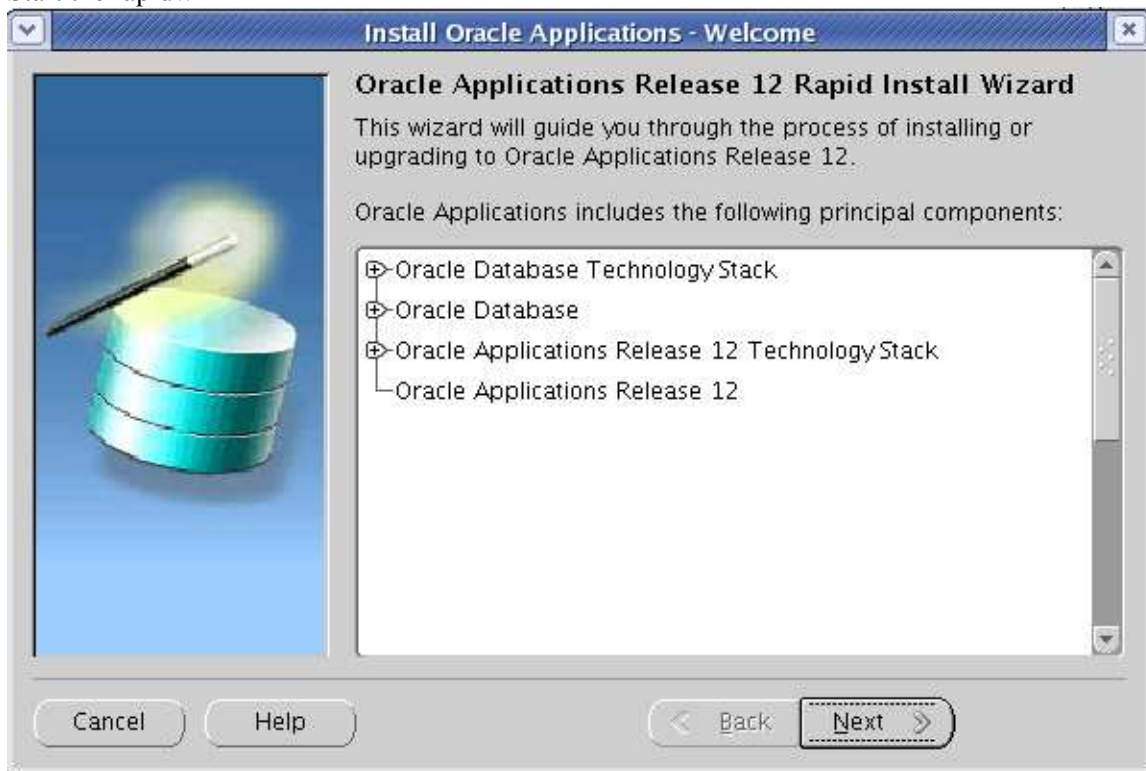 Install Oracle Applications - Welcome
Oracle Applications Release 12 Rapid Install Wizard
This wizard will guide you through the process of installing or
upgrading to Oracle Applications Release 12.
Oracle Applications includes the following principal components:
Oracle Database Technology Stack
Oracle Database
Oracle Applications Release 12 Technology Stack
Oracle Applications Release 12
Cancel
Help
Back
Next